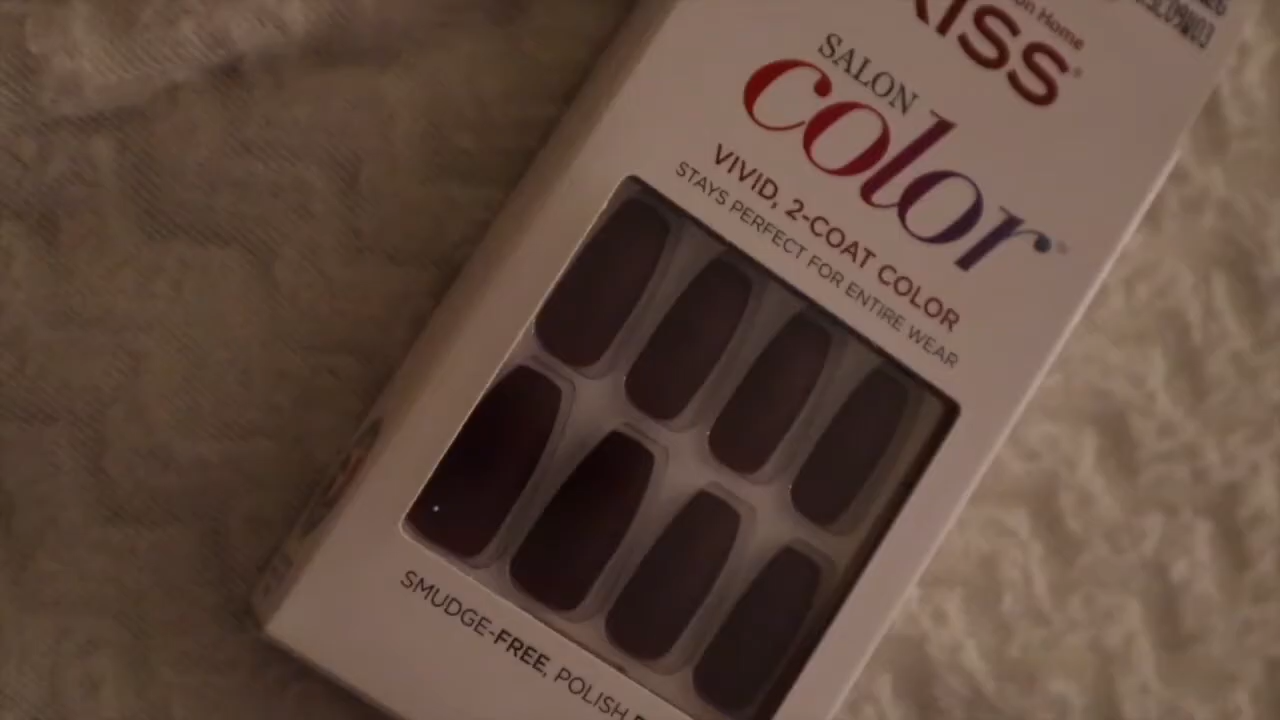 KISS
SALON
color
VIVID, 2-COAT COLOR
STAYS PERFECT FOR ENTIRE WEAR
SMUDGE-FREE, POLISH